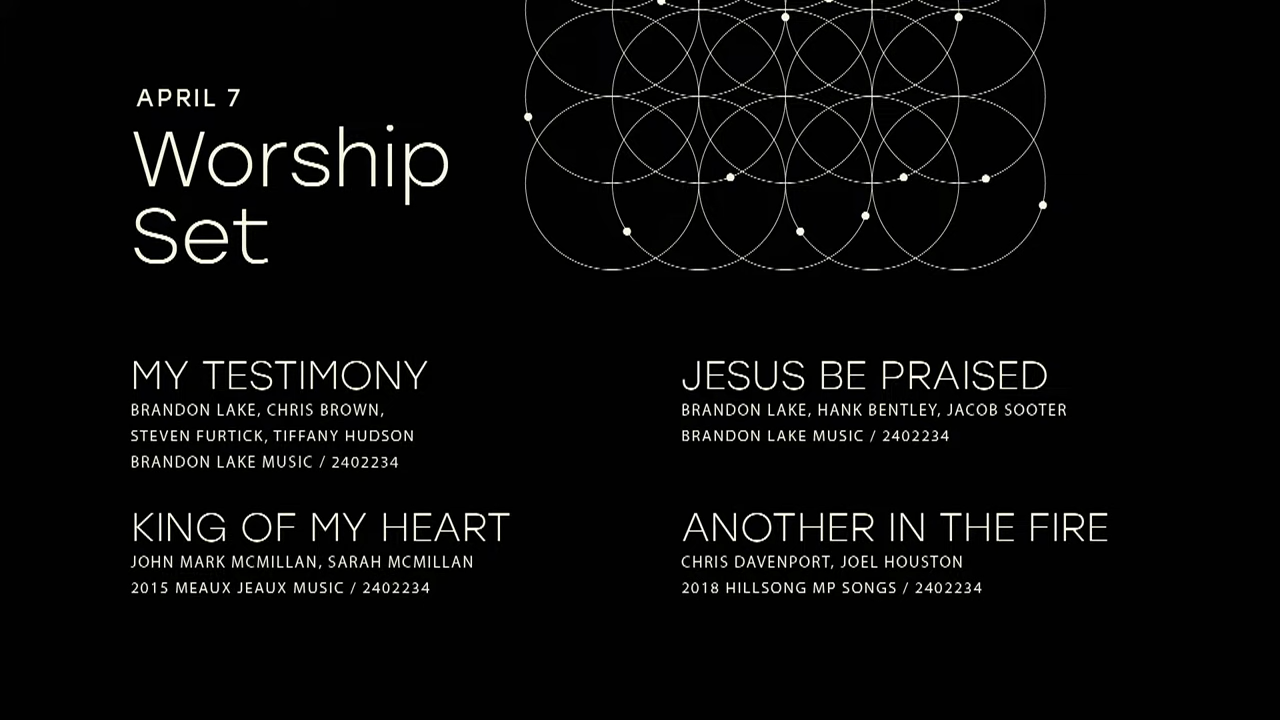 APRIL 7
Worship
Set
MY TESTIMONY
BRANDON LAKE, CHRIS BROWN,
STEVEN FURTICK, TIFFANY HUDSON
BRANDON LAKE MUSIC / 2402234
JESUS BE PRAISED
BRANDON LAKE, HANK BENTLEY, JACOB SOOTER
BRANDON LAKE MUSIC / 2402234
KING OF MY HEART
JOHN MARK MCMILLAN, SARAH MCMILLAN
2015 MEAUX JEAUX MUSIC / 2402234
ANOTHER IN THE FIRE
CHRIS DAVENPORT, JOEL HOUSTON
2018 HILLSONG MP SONGS / 2402234